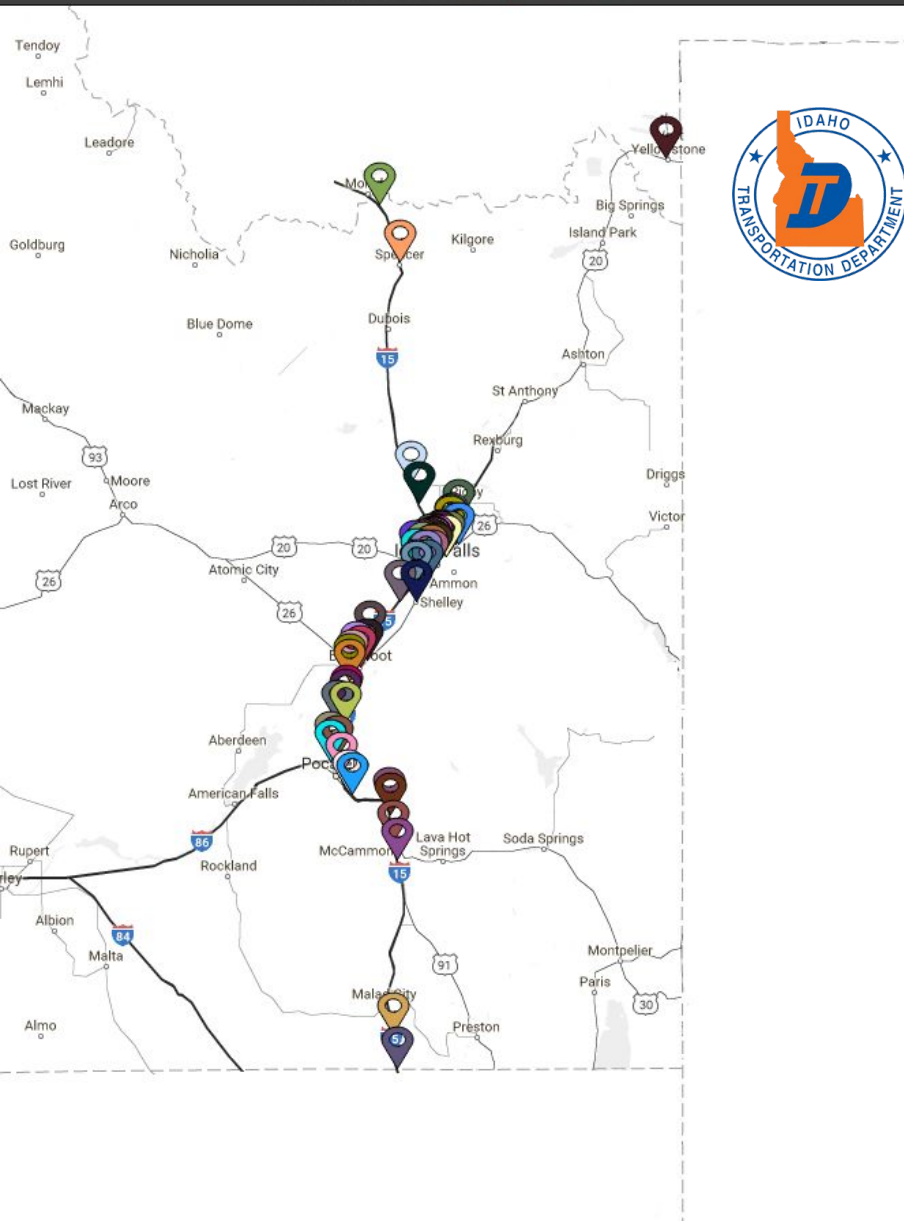 Tendoy
Lemhi
Leadore
IDAHO
TRANSPORTATION DEPARTMENT
Big Springs
Island Park
Goldburg
Nicholia
Kilgore
20
Blue Dome
Dubois
15
Ashton
St Anthony
Mackay
Rexburg
93
Lost River
Moore
Driggs
Arco
Victor
26
20
20
Atomic City
26
Ammon
26
Shelley
Aberdeen
American Falls
86
Rupert
McCammon
Lava Hot
Springs
Soda Springs
Rockland
15
Albion
84
Malta
91
Montpelier
Paris
30
Almo
Preston